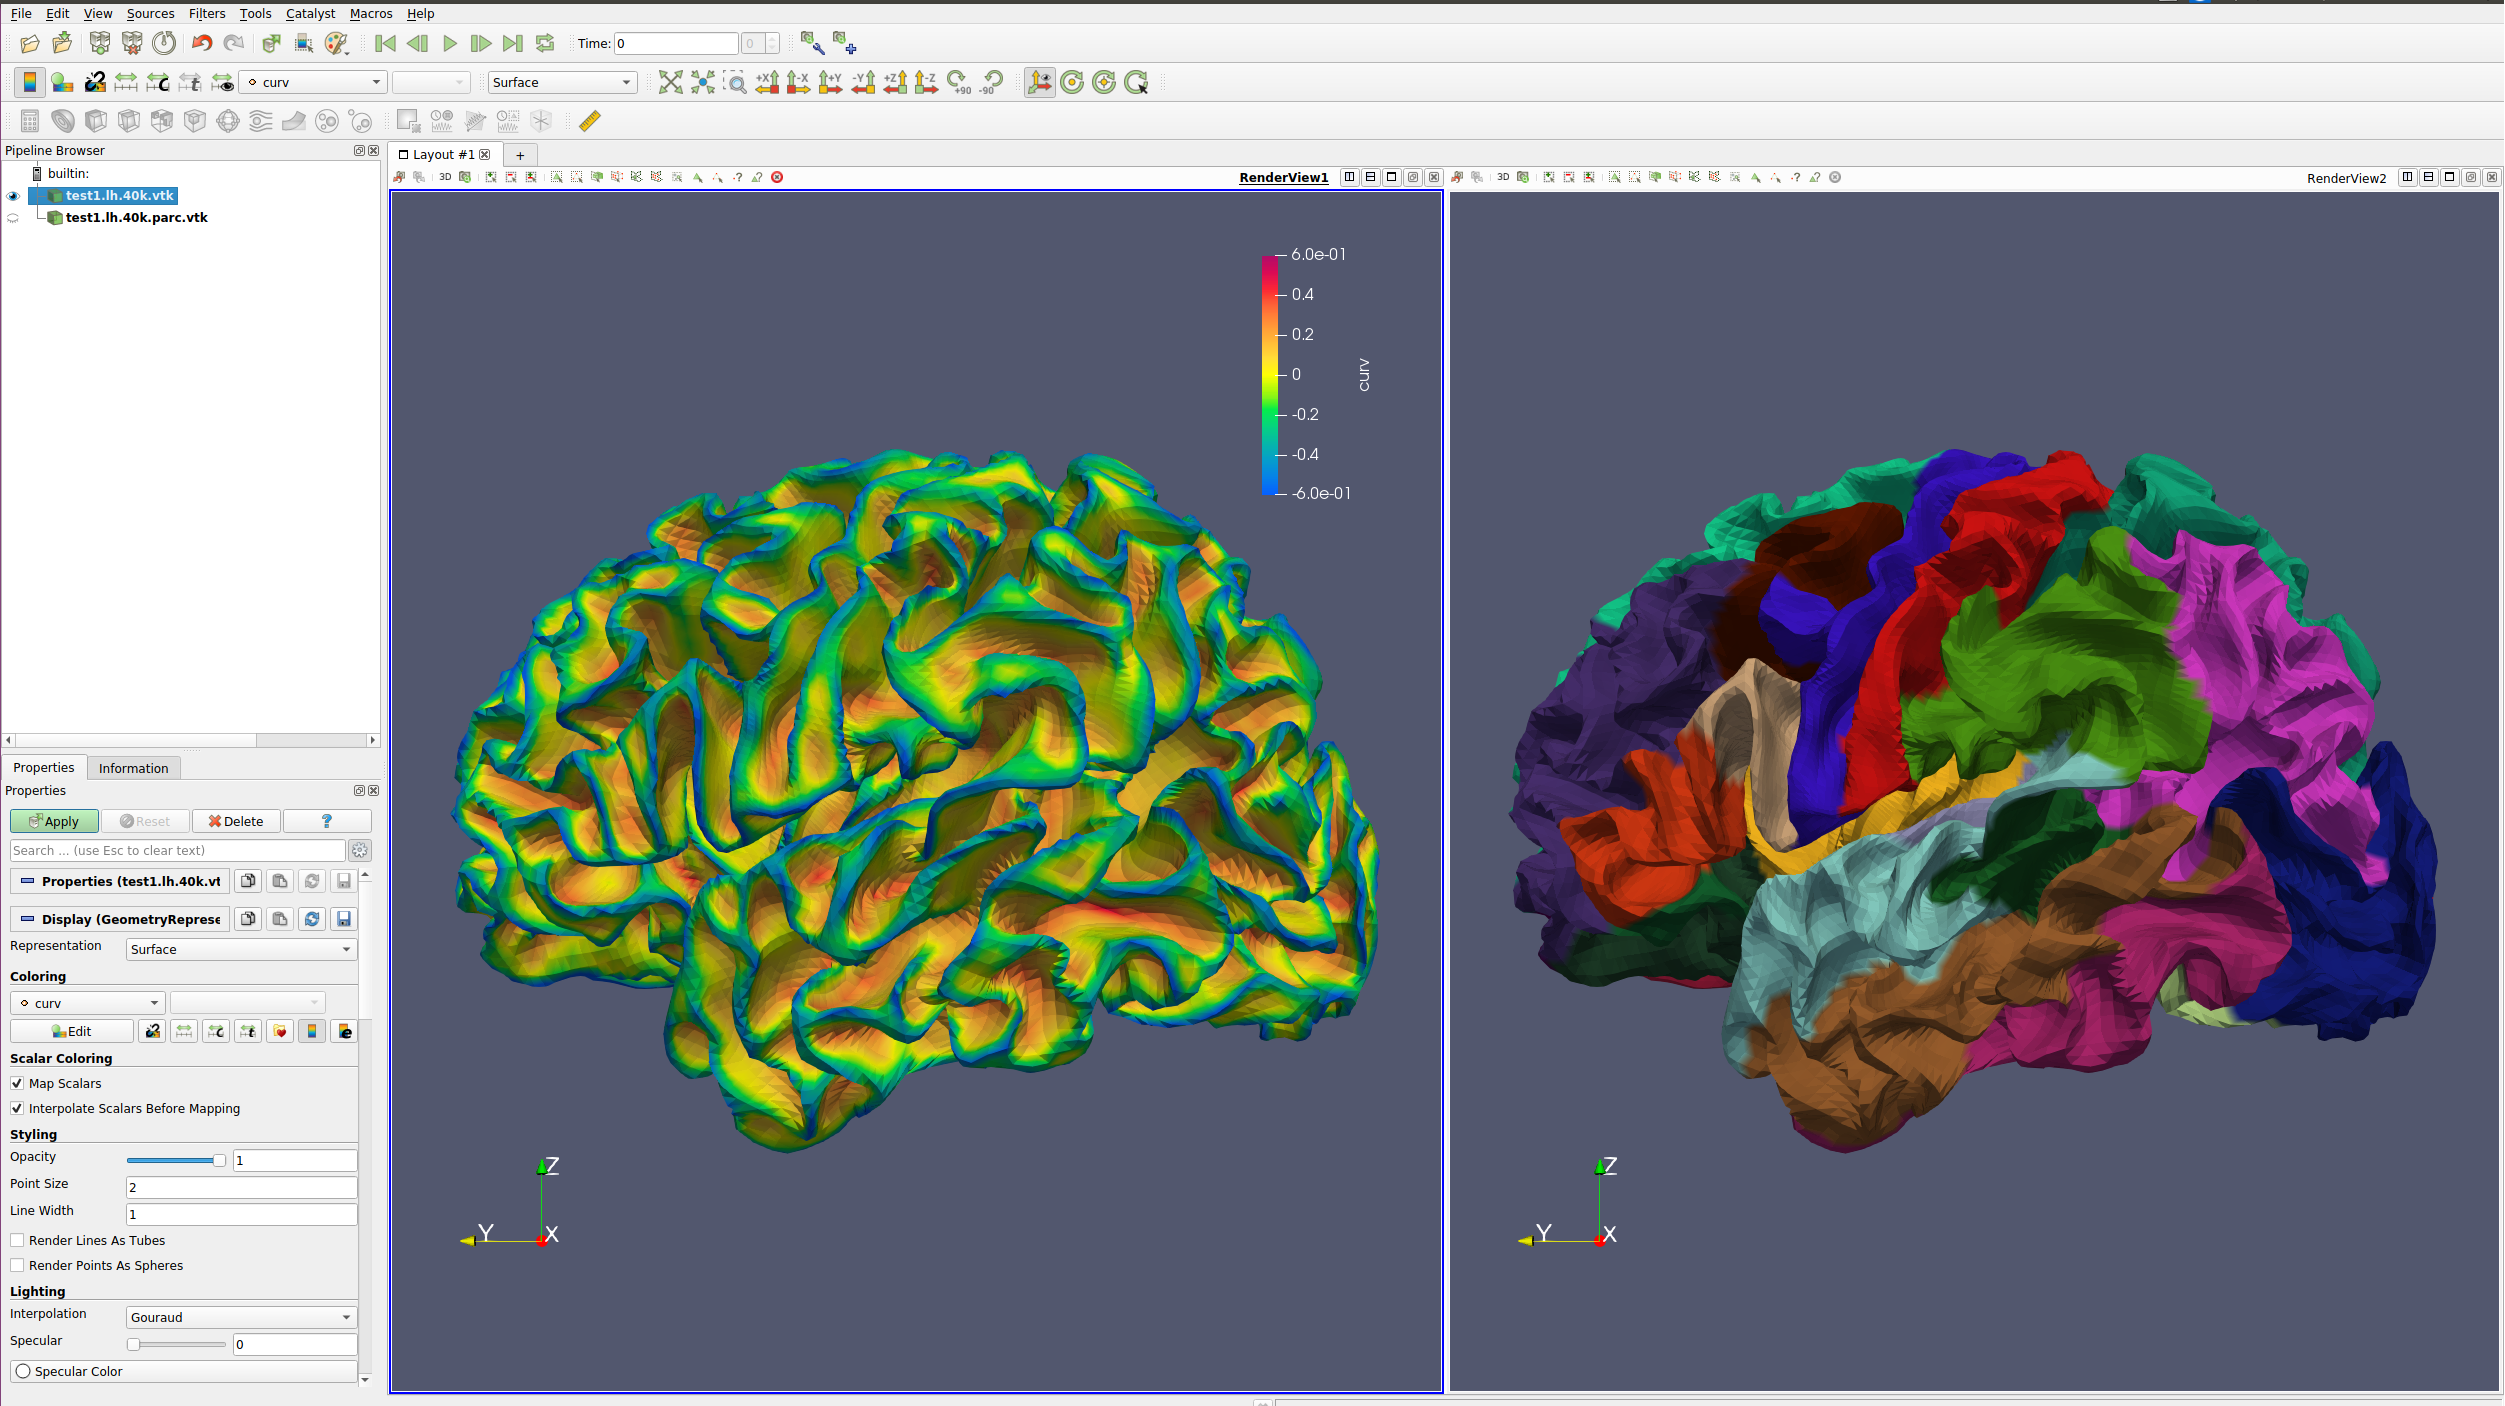 File Edit View Sources Filters Tools Catalyst Macros Help
Time: 0 0
curv Surface +X -X +Y -Y +Z -Z +90 -90
Pipeline Browser
Layout #1 +
builtin:
3D RenderView1
3D RenderView2
test1.lh.40k.vtk
test1.lh.40k.parc.vtk
6.0e-01
0.4
0.2
0
-0.2
-0.4
-6.0e-01
curv
Properties Information
Properties
Apply Reset Delete ?
Search ... (use Esc to clear text)
Properties (test1.lh.40k.vt
Display (GeometryReprese
Representation Surface
Coloring
curv
Edit
Scalar Coloring
Map Scalars
Interpolate Scalars Before Mapping
Styling
Opacity 1
Point Size 2
Line Width 1
Render Lines As Tubes
Render Points As Spheres
Lighting
Interpolation Gouraud
Specular 0
Specular Color
Z
Y X
Z
Y X